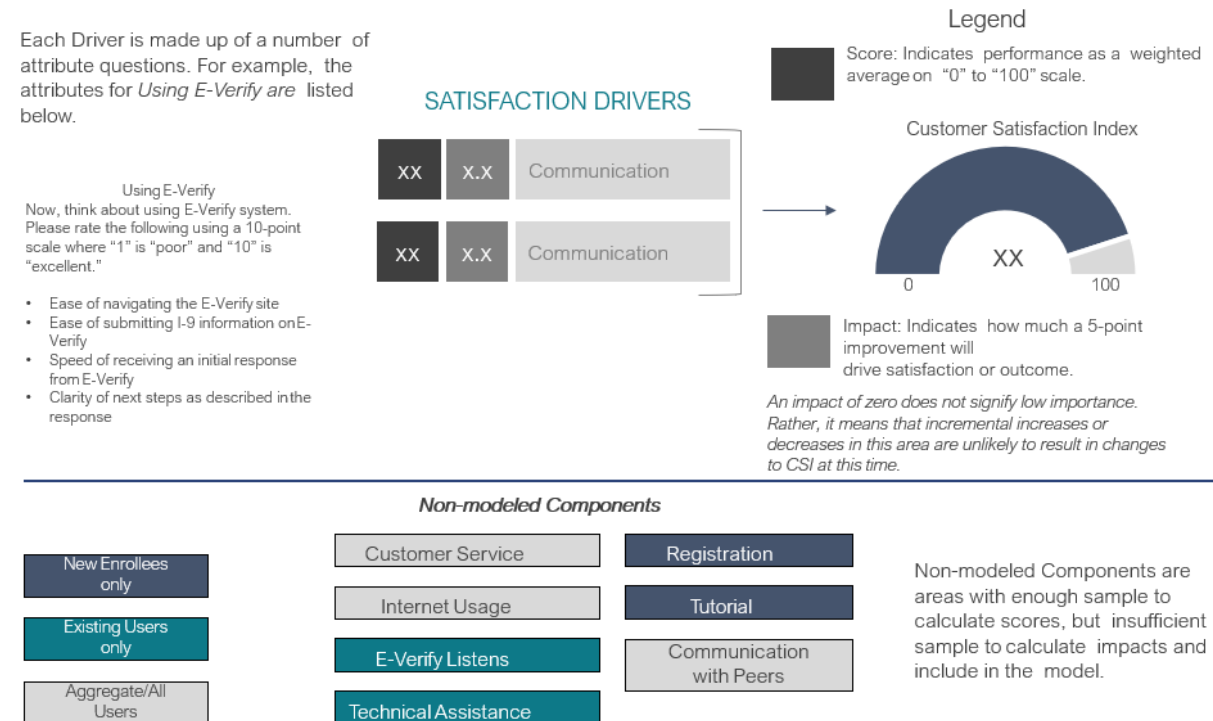 Each Driver is made up of a number of
attribute questions. For example, the
attributes for Using E-Verify are listed
below.
Using E-Verify
Now, think about using E-Verify system.
Please rate the following using a 10-point
scale where “1” is “poor” and “10” is
“excellent.”
• Ease of navigating the E-Verify site
• Ease of submitting I-9 information on E-
Verify
• Speed of receiving an initial response
from E-Verify
• Clarity of next steps as described in the
response
SATISFACTION DRIVERS
xx x.x Communication
xx x.x Communication
Legend
Score: Indicates performance as a weighted
average on “0” to “100” scale.
Customer Satisfaction Index
XX
0 100
Impact: Indicates how much a 5-point
improvement will
drive satisfaction or outcome.
An impact of zero does not signify low importance.
Rather, it means that incremental increases or
decreases in this area are unlikely to result in changes
to CSI at this time.
Non-modeled Components
New Enrollees
only
Existing Users
only
Aggregate/All
Users
Customer Service
Internet Usage
E-Verify Listens
Technical Assistance
Registration
Tutorial
Communication
with Peers
Non-modeled Components are
areas with enough sample to
calculate scores, but insufficient
sample to calculate impacts and
include in the model.